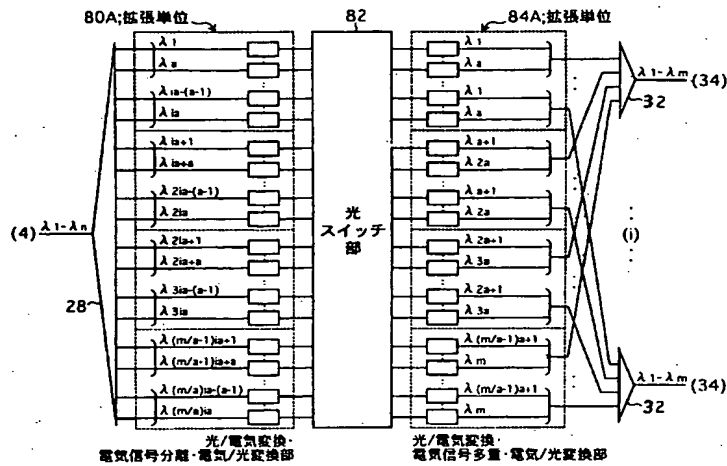 80A;拡張単位
82
84A;拡張単位
(4)
λ1-λn
28
λ1
λa
λia-(a-1)
λia
λia+1
λia+a
λ2ia-(a-1)
λ2ia
λ2ia+1
λ2ia+a
λ3ia-(a-1)
λ3ia
λ(m/a-1)ia+1
λ(m/a-1)ia+a
λ(m/a)ia-(a-1)
λ(m/a)ia
光
スイッチ
部
λ1
λa
λ1
λa
λa+1
λ2a
λa+1
λ2a
λ2a+1
λ3a
λ2a+1
λ3a
λ(m/a-1)a+1
λm
λ(m/a-1)a+1
λm
λ1-λm
(34)
32
(i)
λ1-λm
(34)
32
光/電気変換・
電気信号分離・電気/光変換部
光/電気変換・
電気信号多重・電気/光変換部